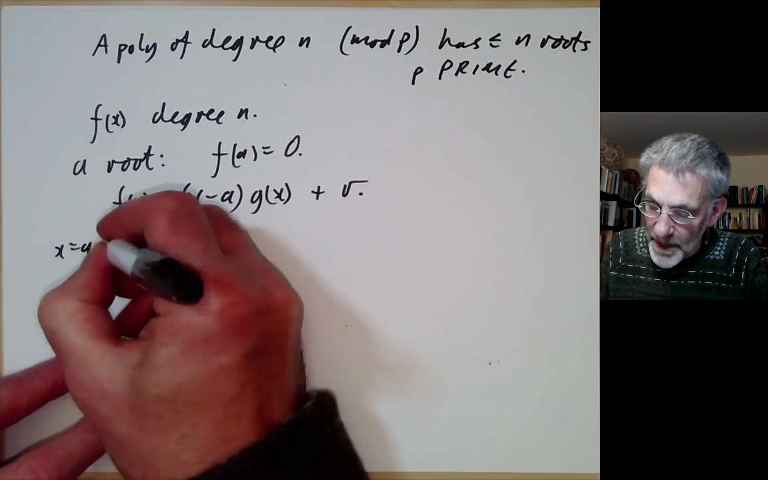 A poly of degree n (mod p) has ≤ n roots
p PRIME.
f(x) degree n.
a root: f(a) = 0.
-a) g(x) + r.
x=a